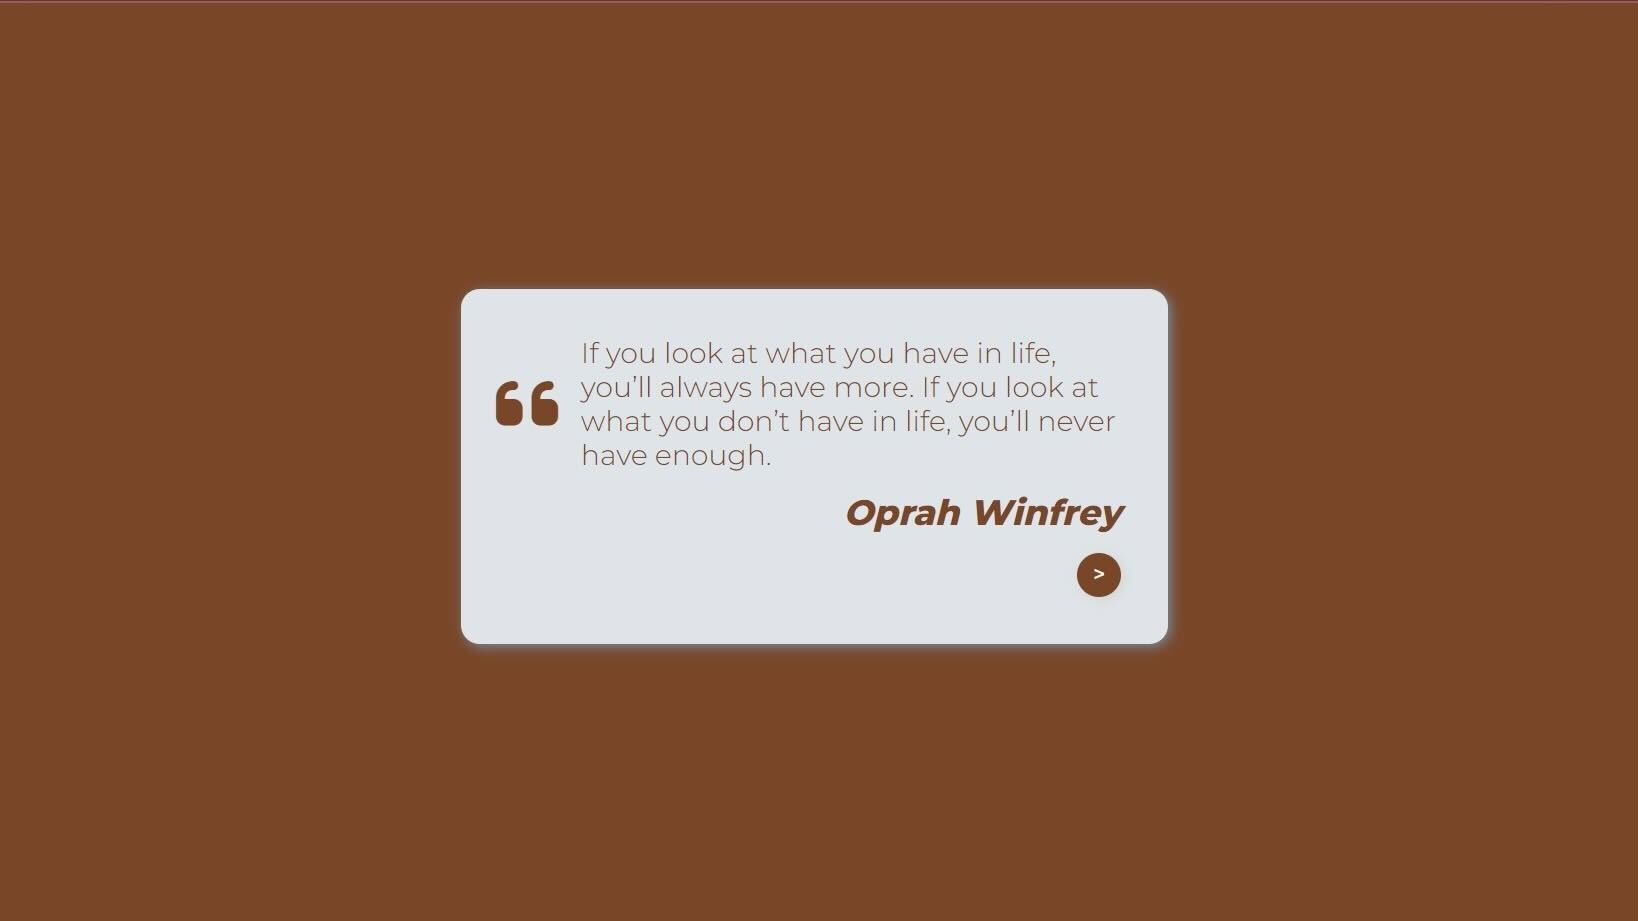 If you look at what you have in life,
you’ll always have more. If you look at
what you don’t have in life, you’ll never
have enough.
Oprah Winfrey
>